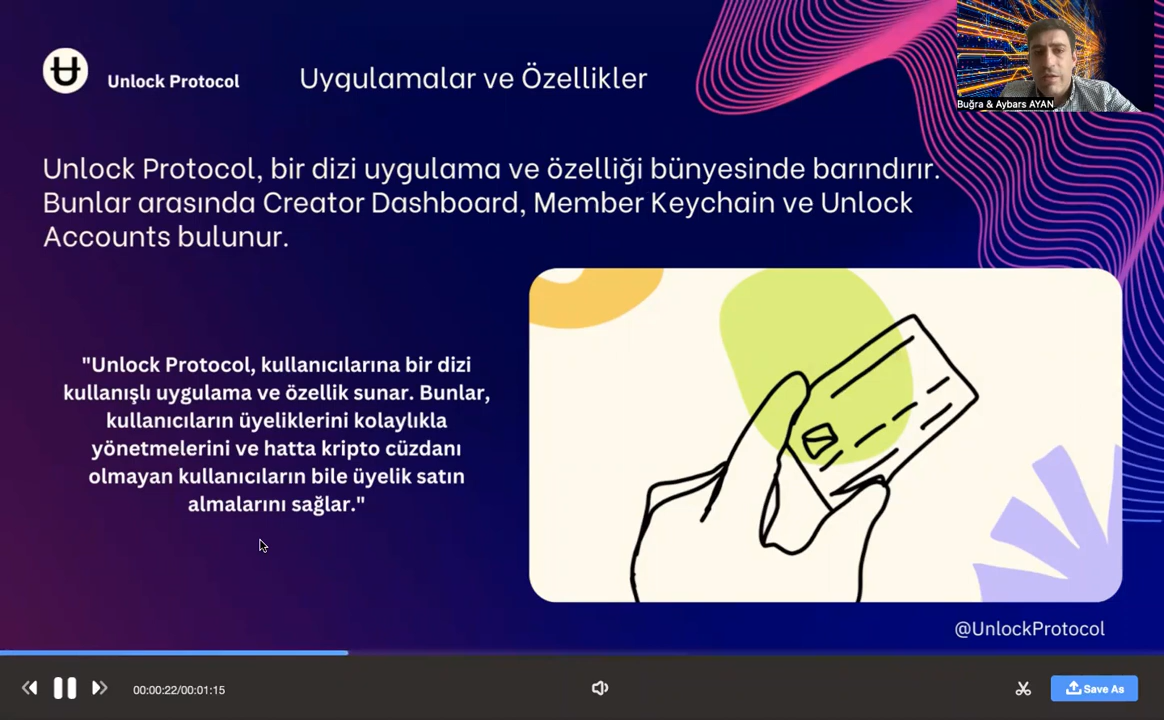 Unlock Protocol
Uygulamalar ve Özellikler
Buğra & Aybars AYAN
Unlock Protocol, bir dizi uygulama ve özelliği bünyesinde barındırır.
Bunlar arasında Creator Dashboard, Member Keychain ve Unlock
Accounts bulunur.
"Unlock Protocol, kullanıcılarına bir dizi
kullanışlı uygulama ve özellik sunar. Bunlar,
kullanıcıların üyeliklerini kolaylıkla
yönetmelerini ve hatta kripto cüzdanı
olmayan kullanıcıların bile üyelik satın
almalarını sağlar."
@UnlockProtocol
00:00:22/00:01:15
Save As